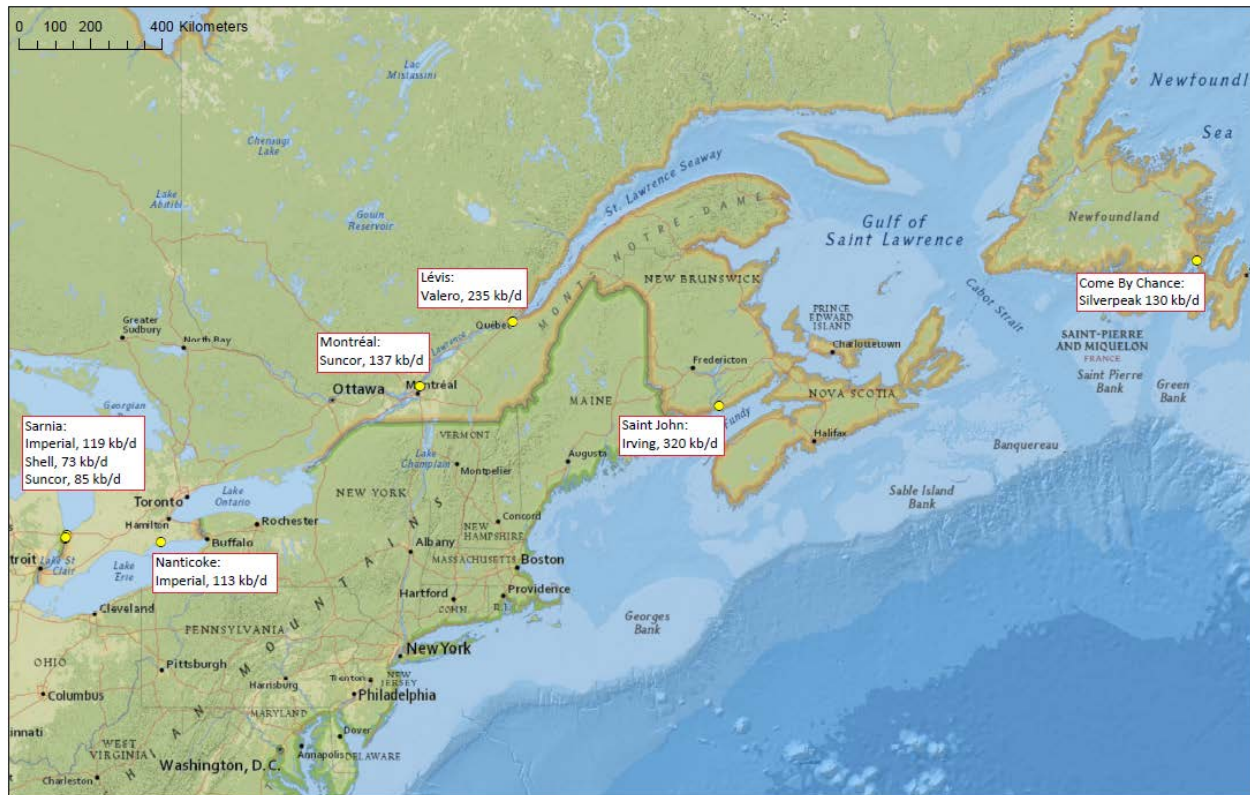 0 100 200 400 Kilometers
Lac
Mistassini
Newfoundl
Sea
Chensagi
Lake
Lake
Abitibi
Gouin
Reservoir
St. Lawrence Seaway
MONT NOTRE-DAME
Newfoundland
Gulf of
Saint Lawrence
Lévis:
Valero, 235 kb/d
NEW BRUNSWICK
Come By Chance:
Silverpeak 130 kb/d
Cabot Strait
PRINCE
EDWARD
ISLAND
Charlottetown
SAINT-PIERRE
AND MIQUELON
FRANCE
Saint Pierre
Bank
Green
Bank
Greater
Sudbury
North Bay
Québec
Lawrence
Montréal:
Suncor, 137 kb/d
Ottawa
Montréal
Fredericton
MAINE
NOVA SCOTIA
Georgian
Sarnia:
Imperial, 119 kb/d
Shell, 73 kb/d
Suncor, 85 kb/d
Saint John:
Irving, 320 kb/d
Fundy
Halifax
Banquereau
VERMONT
Lake
Champlain
Montpelier
Augusta
Toronto
Lake
Ontario
NEW YORK
Sable Island
Bank
Hamilton
Rochester
Concord
NEW
HAMPSHIRE
Buffalo
Albany
MASSACHUSETTS
Boston
troit
Lake St
Clair
Lake
Erie
Nanticoke:
Imperial, 113 kb/d
Hartford
CONN
R.I.
Providence
Cleveland
Georges
Bank
PENNSYLVANIA
New York
OHIO
Pittsburgh
Harrisburg
Trenton
NEW
JERSEY
Columbus
Philadelphia
MARYLAND
innati
WEST
VIRGINIA
Dover
Annapolis
DELAWARE
Washington, D.C.
Charleston
HIAN MOUNTAINS